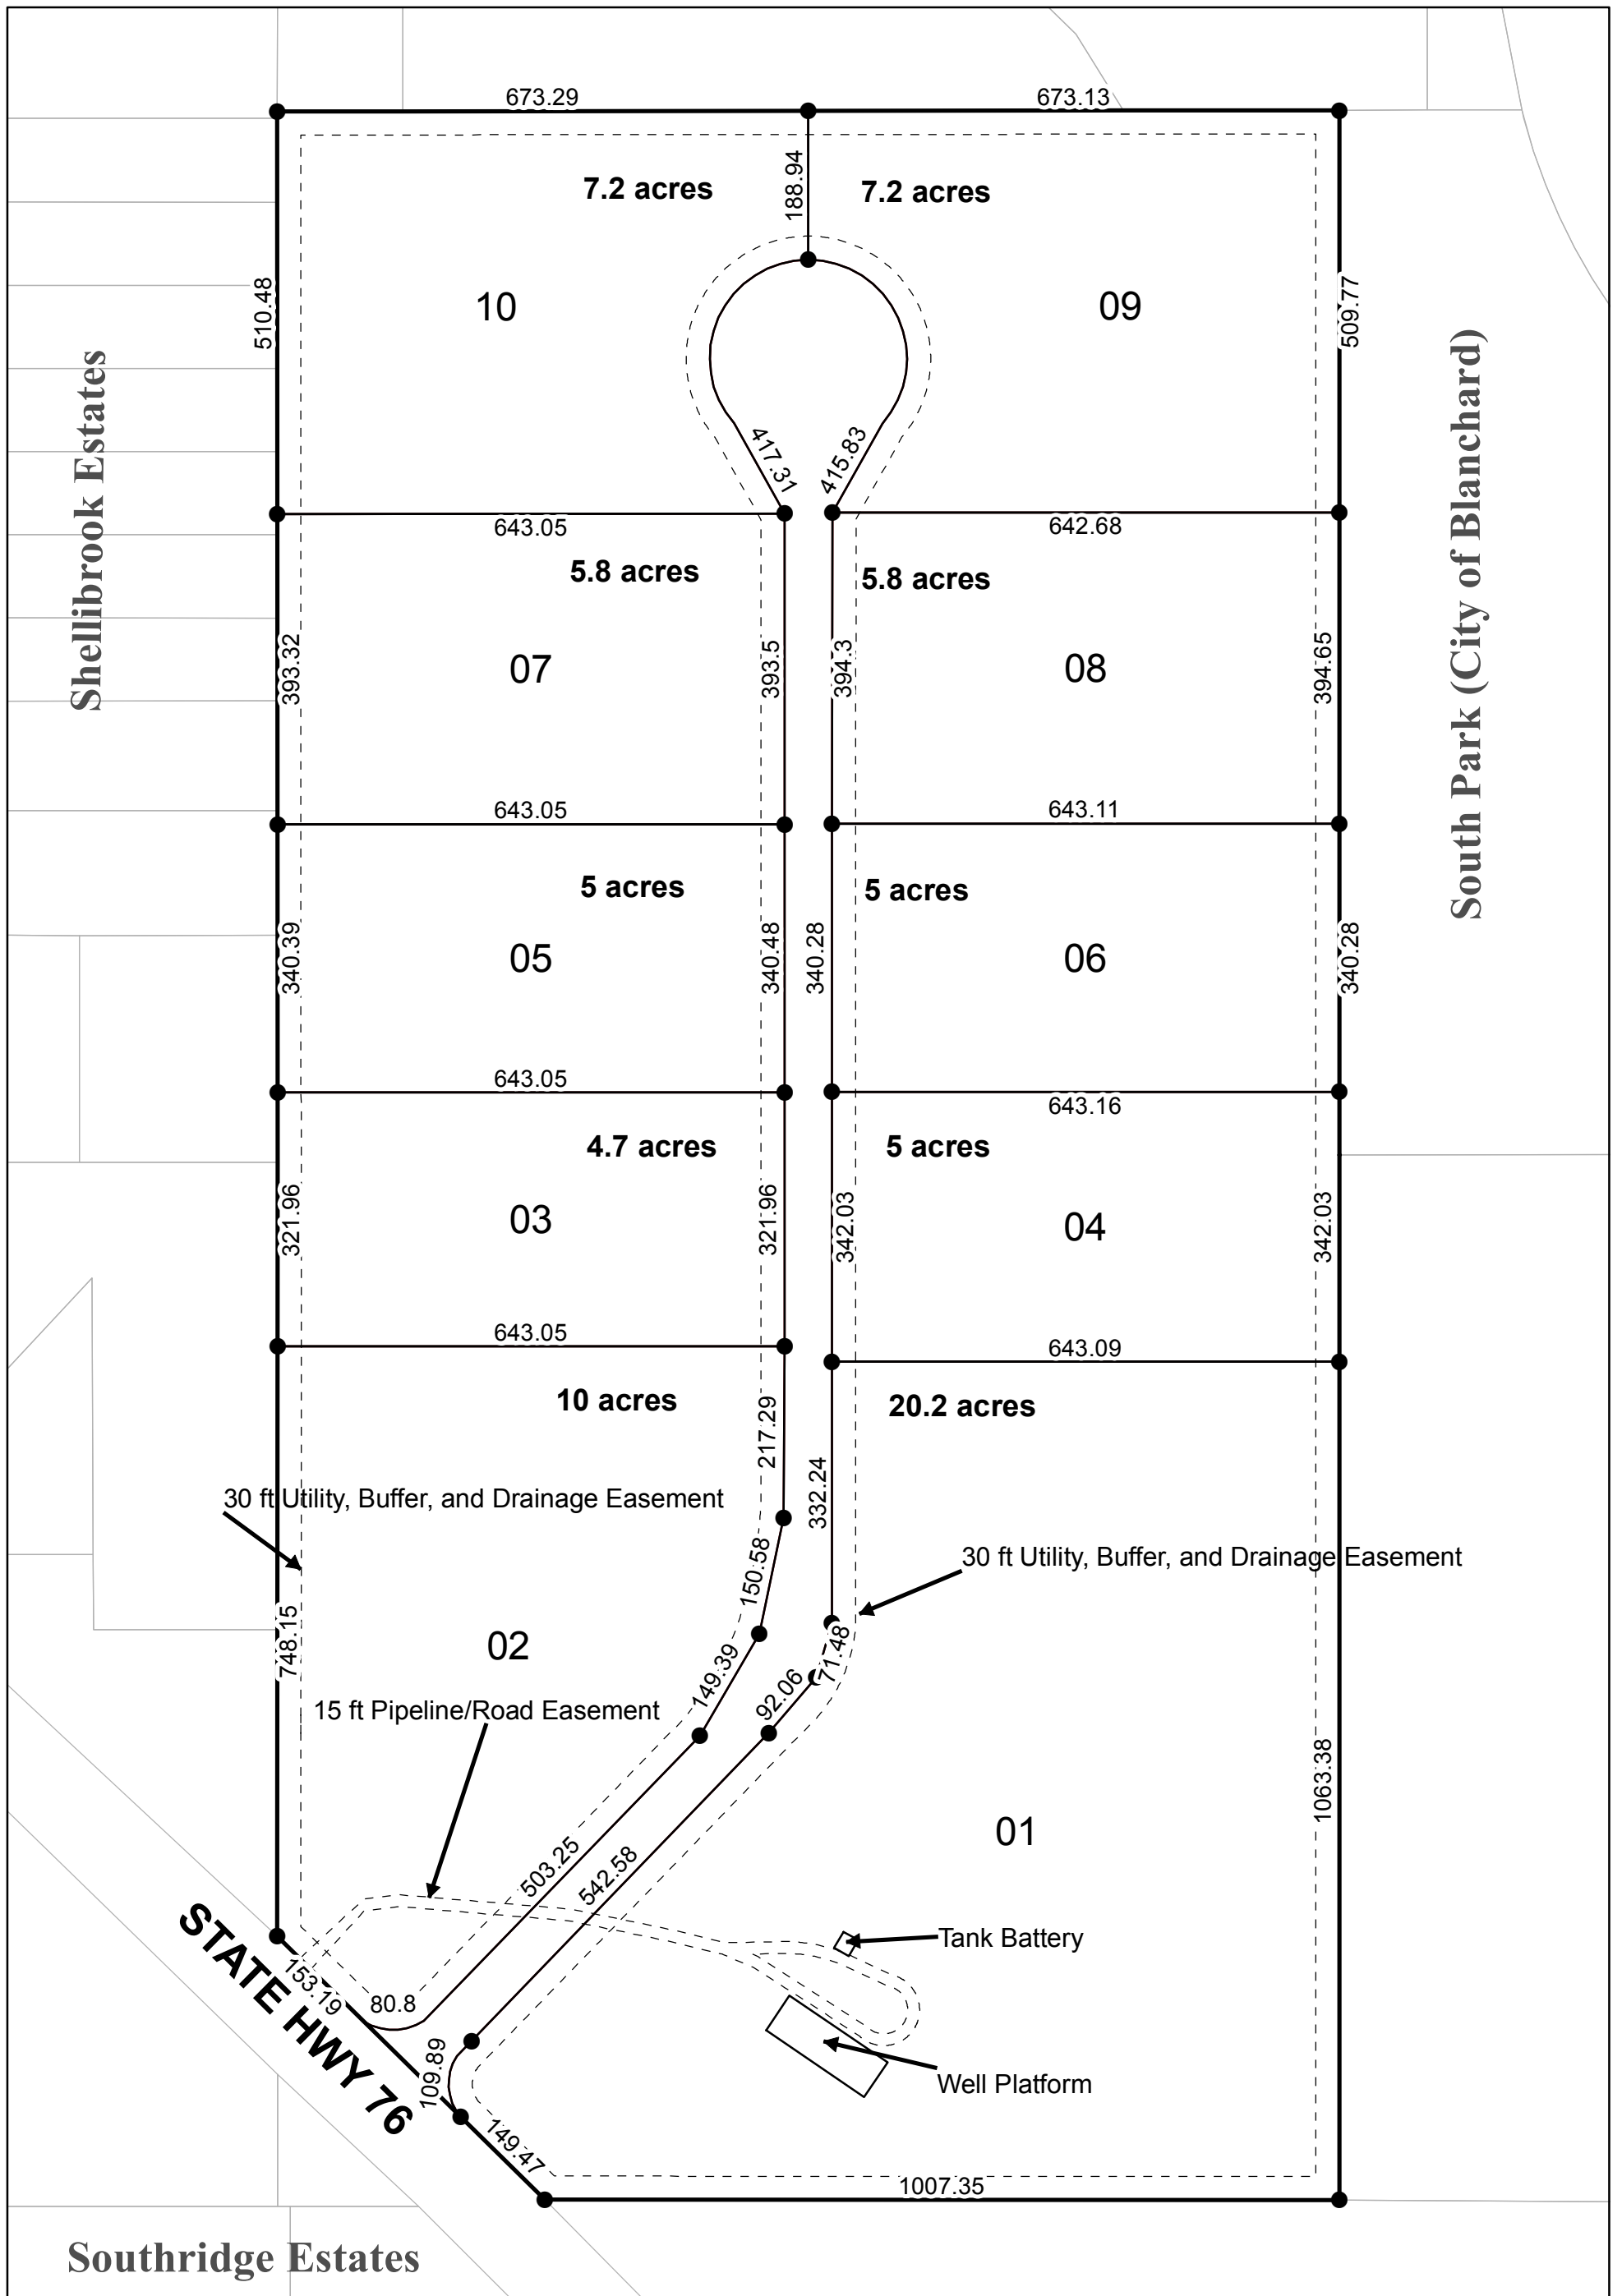 673.29
673.13
7.2 acres
188.94
7.2 acres
510.48
10
09
509.77
417.31
415.83
643.05
642.68
Shellibrook Estates
South Park (City of Blanchard)
5.8 acres
5.8 acres
393.32
07
393.5
394.3
08
394.65
643.05
643.11
5 acres
5 acres
340.39
05
340.48
340.28
06
340.28
643.05
643.16
4.7 acres
5 acres
321.96
03
321.96
342.03
04
342.03
643.05
643.09
10 acres
217.29
20.2 acres
332.24
30 ft Utility, Buffer, and Drainage Easement
30 ft Utility, Buffer, and Drainage Easement
150.58
748.15
02
149.39
71.48
92.06
15 ft Pipeline/Road Easement
1063.38
01
503.25
542.58
STATE HWY 76
153.19
80.8
Tank Battery
109.89
Well Platform
149.47
1007.35
Southridge Estates